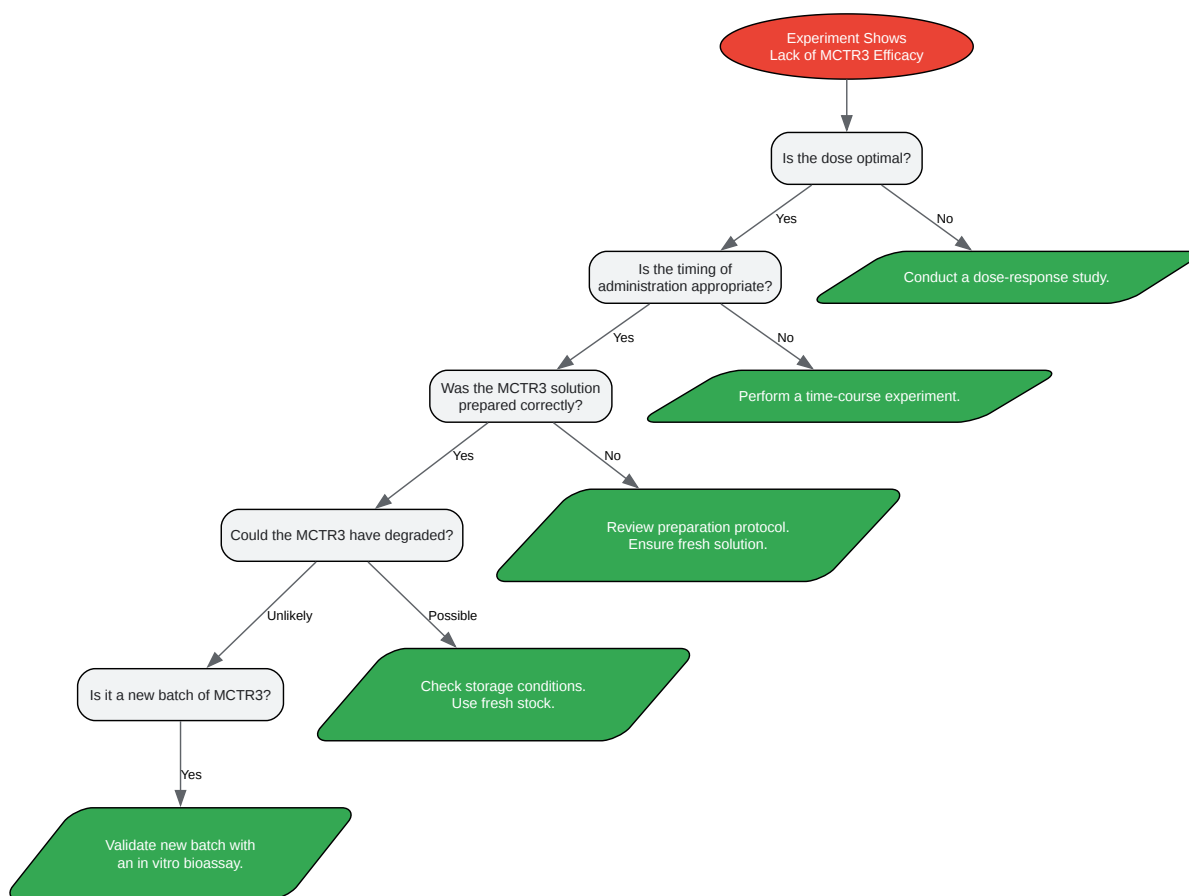 Experiment Shows
Lack of MCTR3 Efficacy
Is the dose optimal?
Yes
No
Is the timing of
administration appropriate?
Conduct a dose-response study.
Yes
No
Was the MCTR3 solution
prepared correctly?
Perform a time-course experiment.
Yes
No
Could the MCTR3 have degraded?
Review preparation protocol.
Ensure fresh solution.
Unlikely
Possible
Is it a new batch of MCTR3?
Check storage conditions.
Use fresh stock.
Yes
Validate new batch with
an in vitro bioassay.